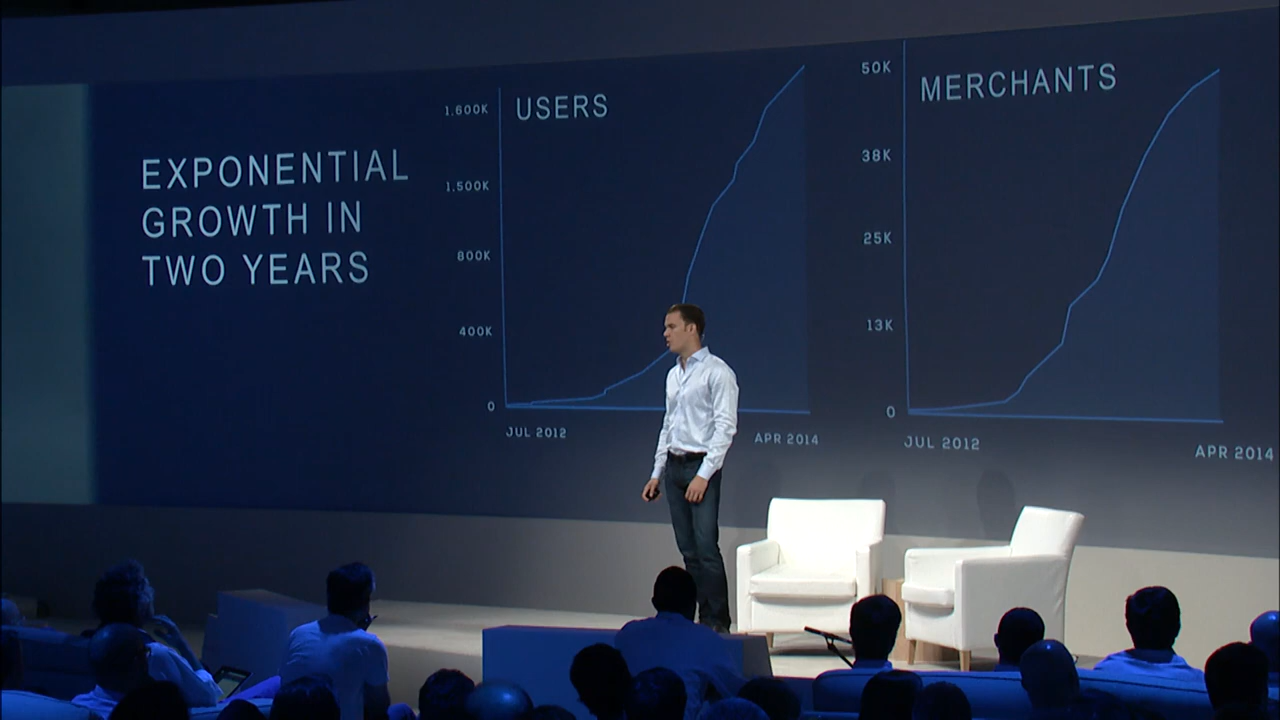 EXPONENTIAL
GROWTH IN
TWO YEARS
USERS
1.600K
1.500K
800K
400K
0
JUL 2012
APR 2014
MERCHANTS
50K
38K
25K
13K
0
JUL 2012
APR 2014